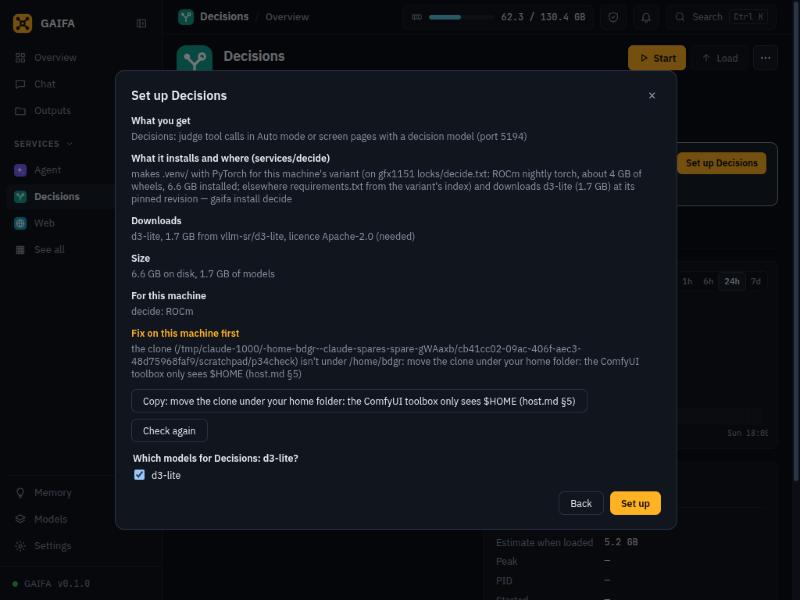 GAIFA
Decisions / Overview
62.3 / 130.4 GB
Search Ctrl K
Overview
Chat
Outputs
SERVICES
Agent
Decisions
Web
See all
Memory
Models
Settings
GAIFA v0.1.0
Decisions
Start
Load
Set up Decisions
1h 6h 24h 7d
Sun 18:00
Set up Decisions
What you get
Decisions: judge tool calls in Auto mode or screen pages with a decision model (port 5194)
What it installs and where (services/decide)
makes .venv/ with PyTorch for this machine's variant (on gfx1151 locks/decide.txt: ROCm nightly torch, about 4 GB of
wheels, 6.6 GB installed; elsewhere requirements.txt from the variant's index) and downloads d3-lite (1.7 GB) at its
pinned revision — gaifa install decide
Downloads
d3-lite, 1.7 GB from vllm-sr/d3-lite, licence Apache-2.0 (needed)
Size
6.6 GB on disk, 1.7 GB of models
For this machine
decide: ROCm
Fix on this machine first
the clone (/tmp/claude-1000/-home-bdgr--claude-spares-spare-gWAaxb/cb41cc02-09ac-406f-aec3-
48d75968faf9/scratchpad/p34check) isn't under /home/bdgr: move the clone under your home folder: the ComfyUI
toolbox only sees $HOME (host.md §5)
Copy: move the clone under your home folder: the ComfyUI toolbox only sees $HOME (host.md §5)
Check again
Which models for Decisions: d3-lite?
d3-lite
Back
Set up
Estimate when loaded 5.2 GB
Peak —
PID —